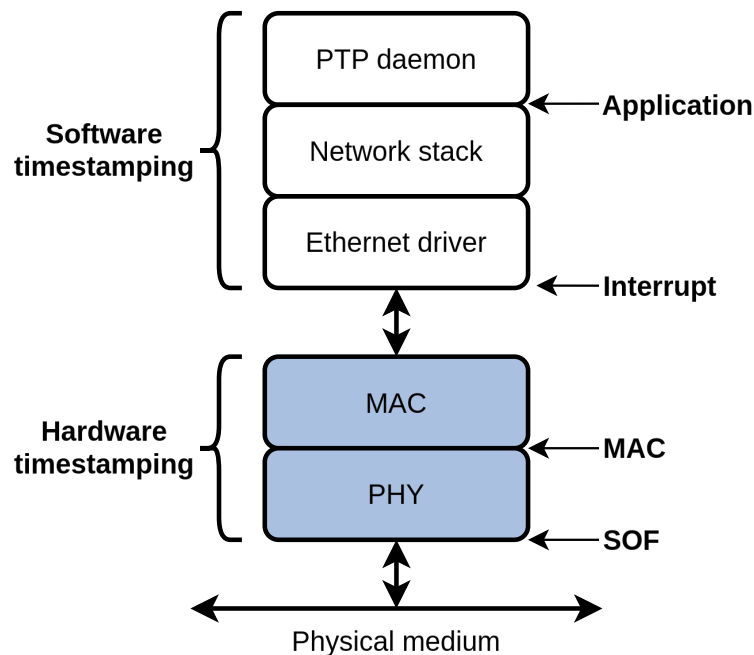 PTP daemon
Application
Software
timestamping
Network stack
Ethernet driver
Interrupt
MAC
Hardware
timestamping
MAC
PHY
SOF
Physical medium